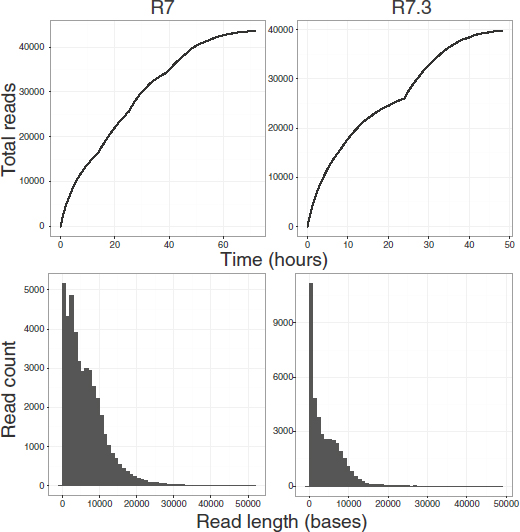 R7 R7.3
Total reads
40000
30000
20000
10000
0
0 20 40 60
40000
30000
20000
10000
0
0 10 20 30 40 50
Time (hours)
Read count
5000
4000
3000
2000
1000
0
0 10000 20000 30000 40000 50000
9000
6000
3000
0
0 10000 20000 30000 40000 50000
Read length (bases)